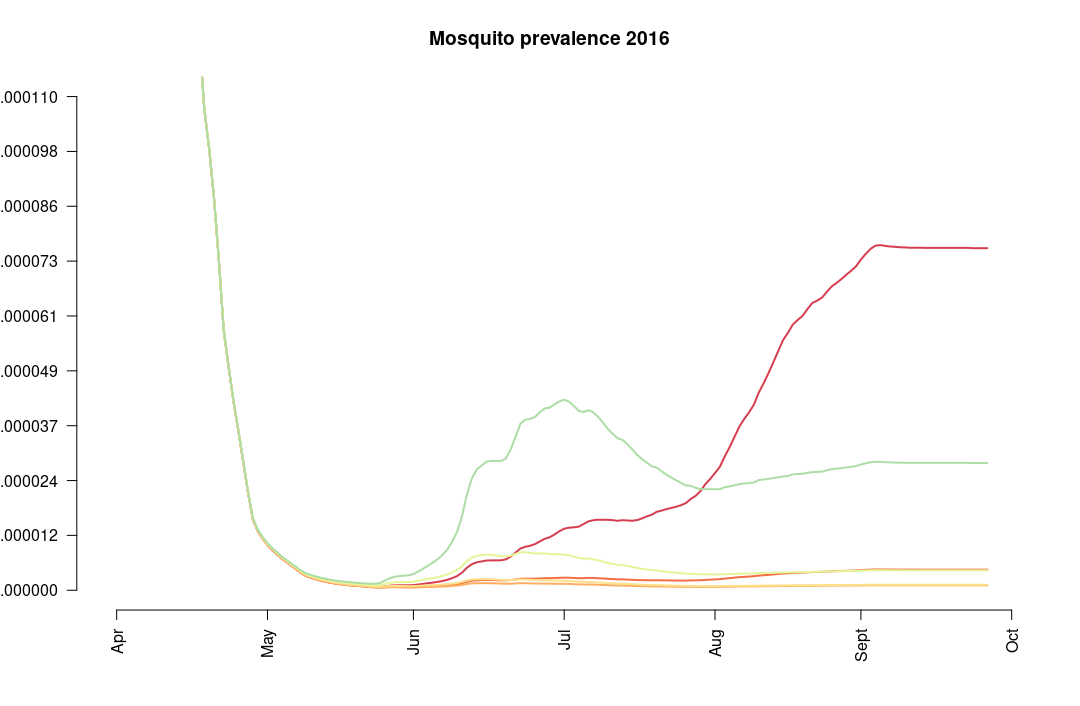 Mosquito prevalence 2016
.000110
.000098
.000086
.000073
.000061
.000049
.000037
.000024
.000012
.000000
Apr
May
Jun
Jul
Aug
Sept
Oct